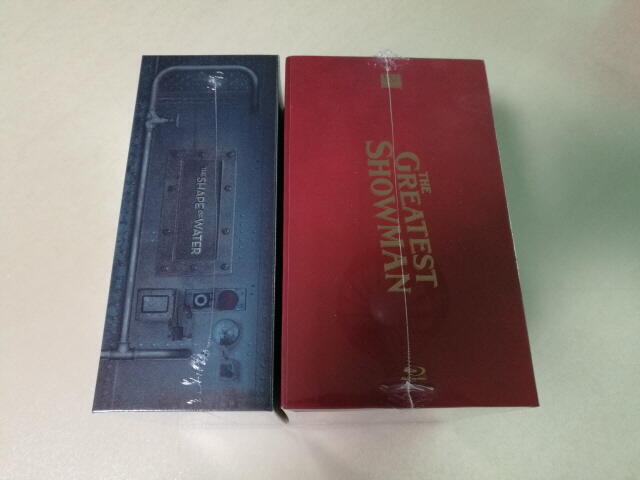 THE SHAPE OF WATER
THE
GREATEST
SHOWMAN